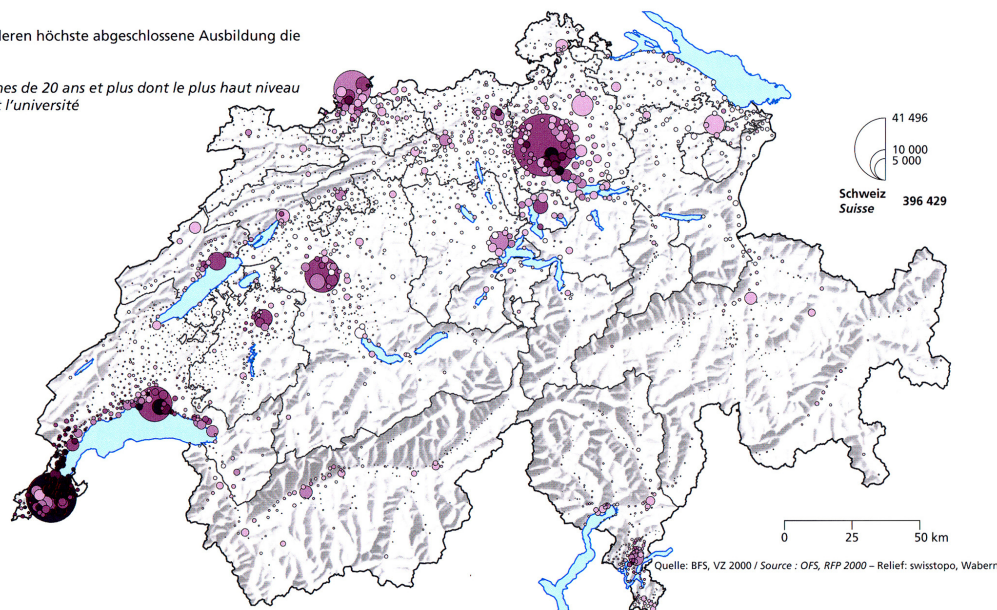 deren höchste abgeschlossene Ausbildung die
nes de 20 ans et plus dont le plus haut niveau
t l'université
41 496
10 000
5 000
Schweiz
Suisse
396 429
0 25 50 km
Quelle: BFS, VZ 2000 / Source : OFS, RFP 2000 – Relief: swisstopo, Wabern